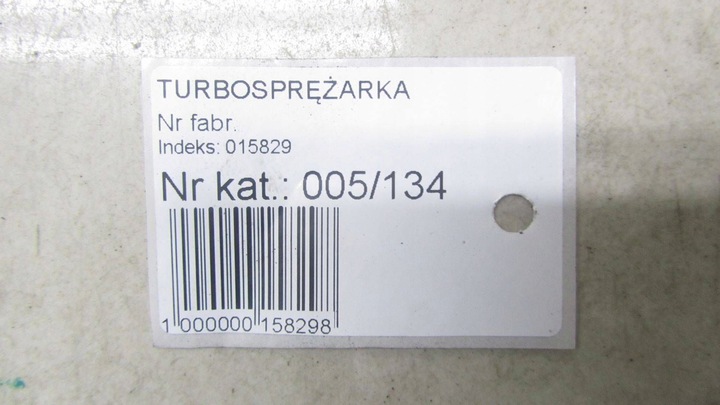 TURBOSPRĘŻARKA
Nr fabr.
Indeks: 015829
Nr kat.: 005/134
1 000000 158298